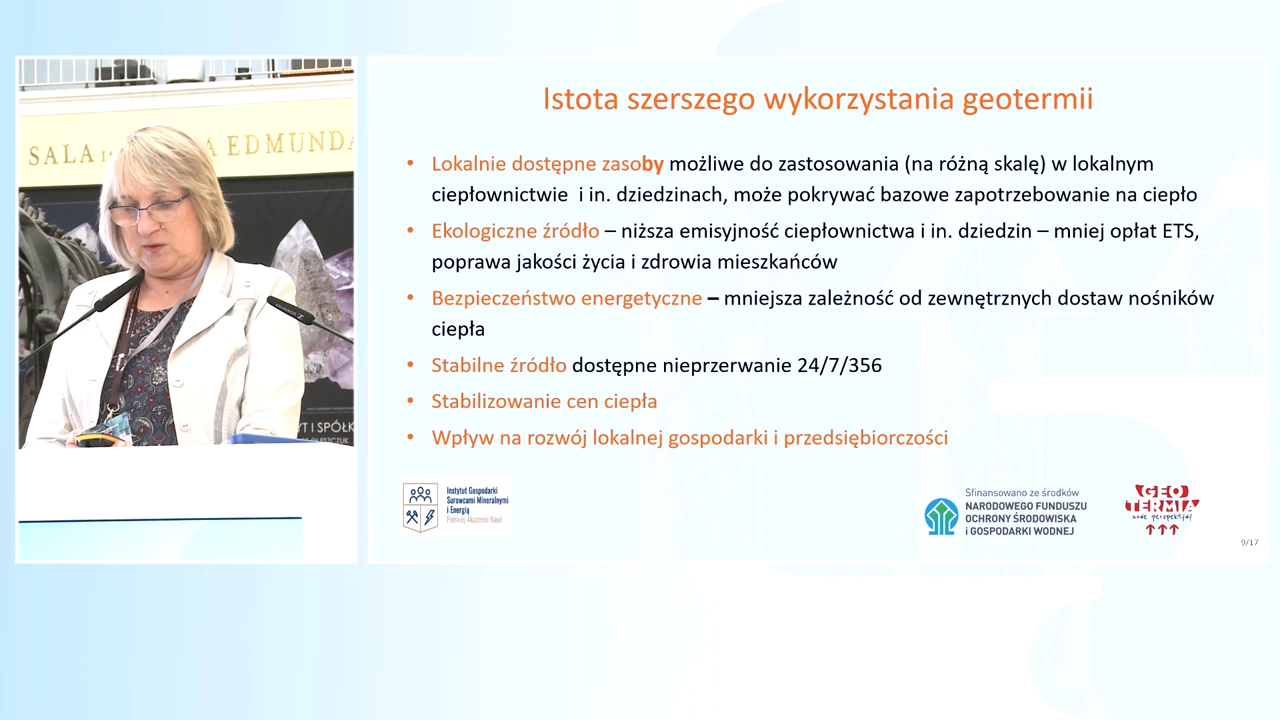 SALA
EDMUNDA
YT I SPÓŁK
Istota szerszego wykorzystania geotermii
• Lokalnie dostępne zasoby możliwe do zastosowania (na różną skalę) w lokalnym
ciepłownictwie i in. dziedzinach, może pokrywać bazowe zapotrzebowanie na ciepło
• Ekologiczne źródło – niższa emisyjność ciepłownictwa i in. dziedzin – mniej opłat ETS,
poprawa jakości życia i zdrowia mieszkańców
• Bezpieczeństwo energetyczne – mniejsza zależność od zewnętrznych dostaw nośników
ciepła
• Stabilne źródło dostępne nieprzerwanie 24/7/356
• Stabilizowanie cen ciepła
• Wpływ na rozwój lokalnej gospodarki i przedsiębiorczości
Instytut Gospodarki
Surowcami Mineralnymi
i Energią
Polskiej Akademii Nauk
Sfinansowano ze środków
NARODOWEGO FUNDUSZU
OCHRONY ŚRODOWISKA
i GOSPODARKI WODNEJ
GEO
TERMIA
nowe perspektywy
9/17